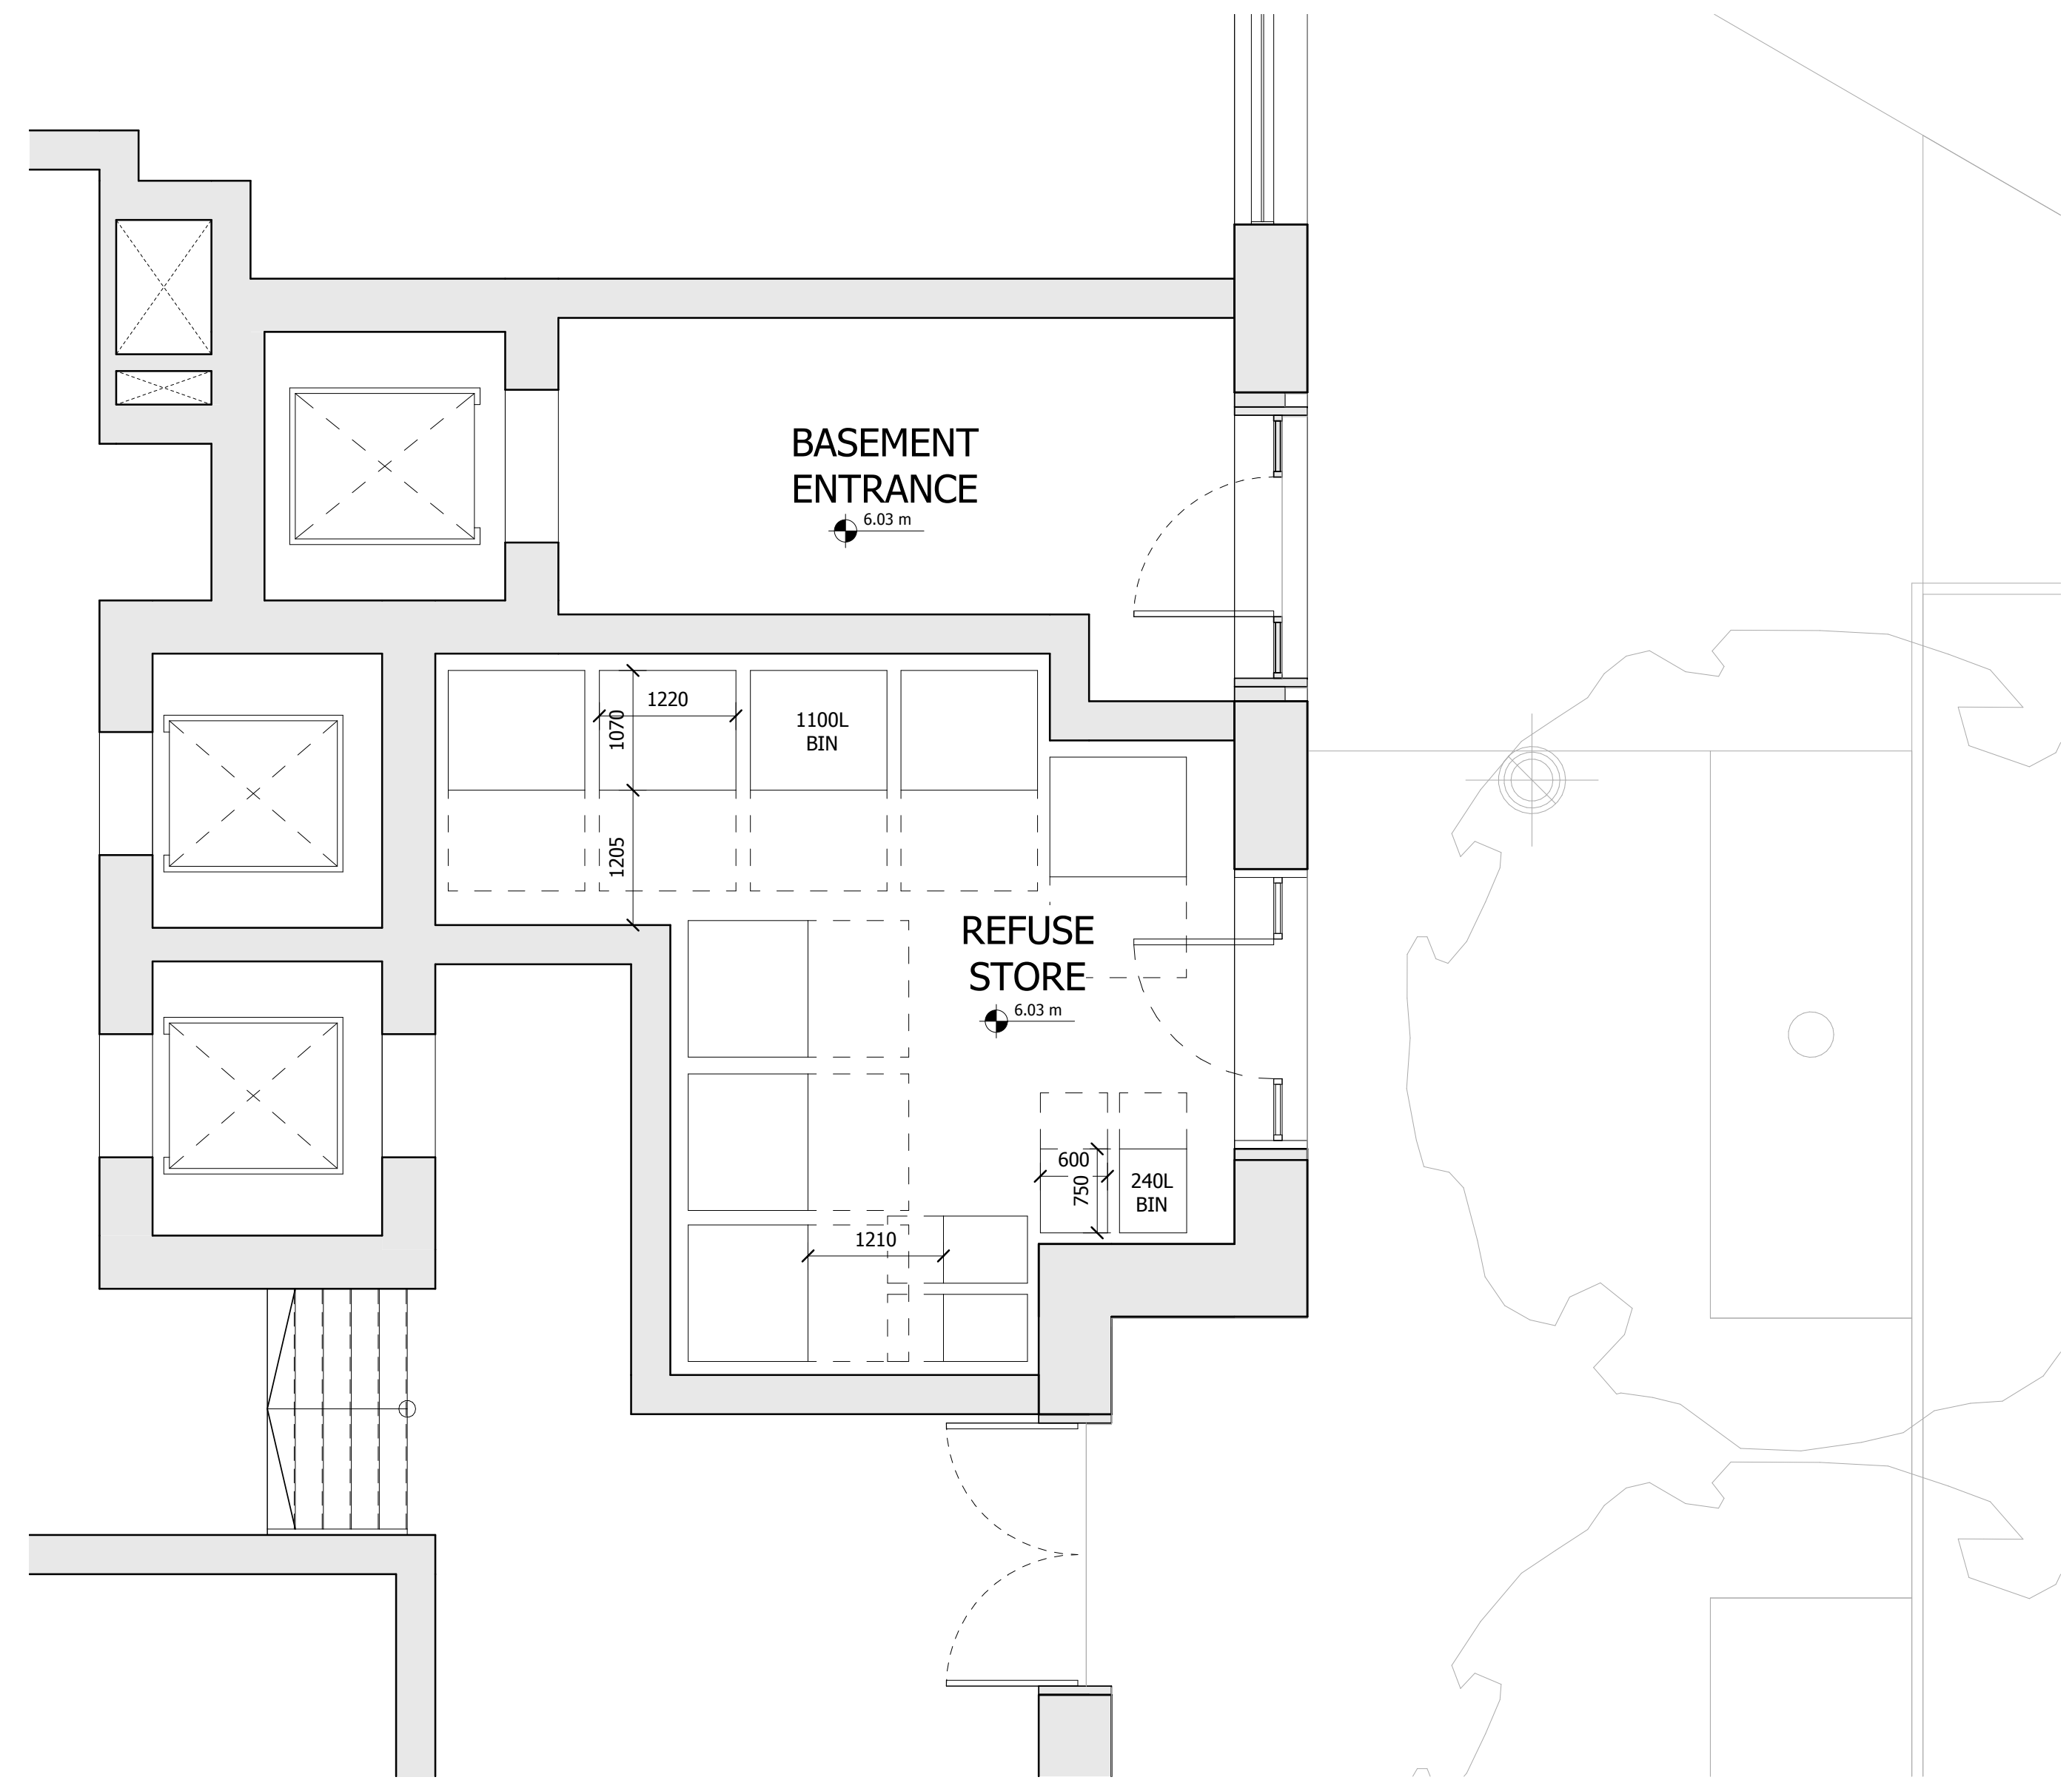 BASEMENT
ENTRANCE
6.03 m
1220
1070
1100L
BIN
1205
REFUSE
STORE
6.03 m
600
750
240L
BIN
1210